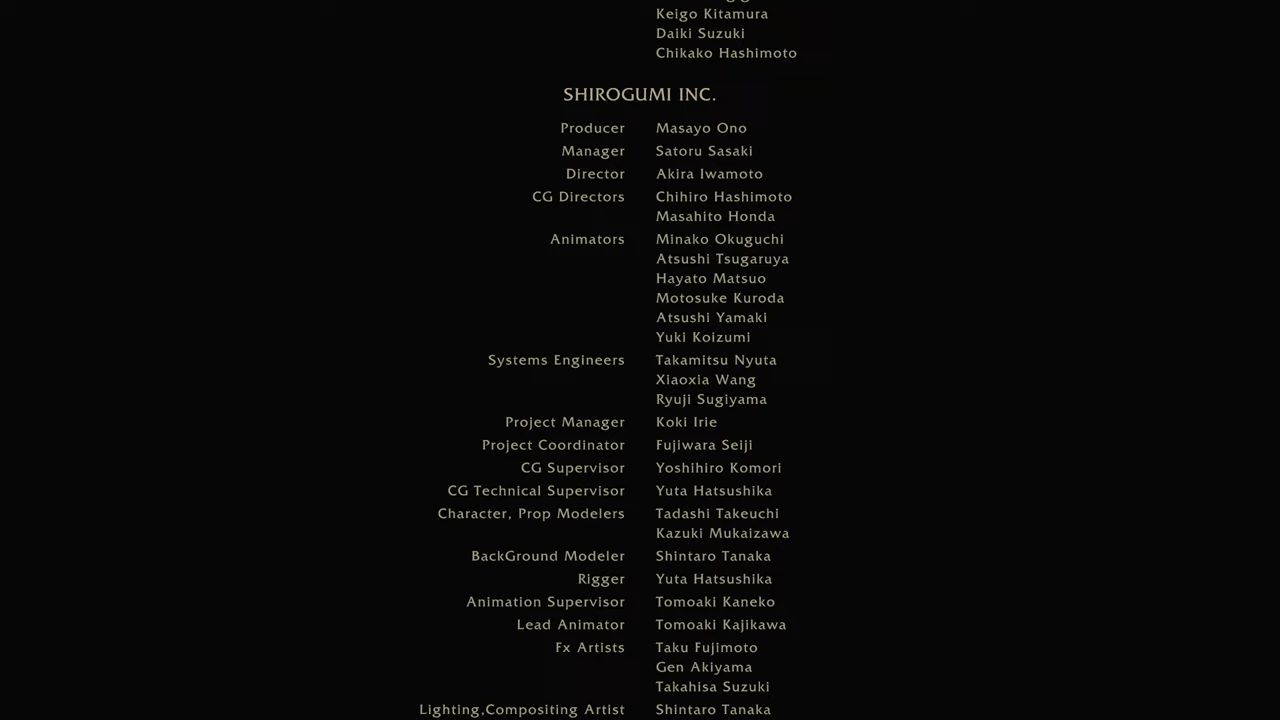 Keigo Kitamura
Daiki Suzuki
Chikako Hashimoto
SHIROGUMI INC.
Producer Masayo Ono
Manager Satoru Sasaki
Director Akira Iwamoto
CG Directors Chihiro Hashimoto
Masahito Honda
Animators Minako Okuguchi
Atsushi Tsugaruya
Hayato Matsuo
Motosuke Kuroda
Atsushi Yamaki
Yuki Koizumi
Systems Engineers Takamitsu Nyuta
Xiaoxia Wang
Ryuji Sugiyama
Project Manager Koki Irie
Project Coordinator Fujiwara Seiji
CG Supervisor Yoshihiro Komori
CG Technical Supervisor Yuta Hatsushika
Character, Prop Modelers Tadashi Takeuchi
Kazuki Mukaizawa
BackGround Modeler Shintaro Tanaka
Rigger Yuta Hatsushika
Animation Supervisor Tomoaki Kaneko
Lead Animator Tomoaki Kajikawa
Fx Artists Taku Fujimoto
Gen Akiyama
Takahisa Suzuki
Lighting,Compositing Artist Shintaro Tanaka